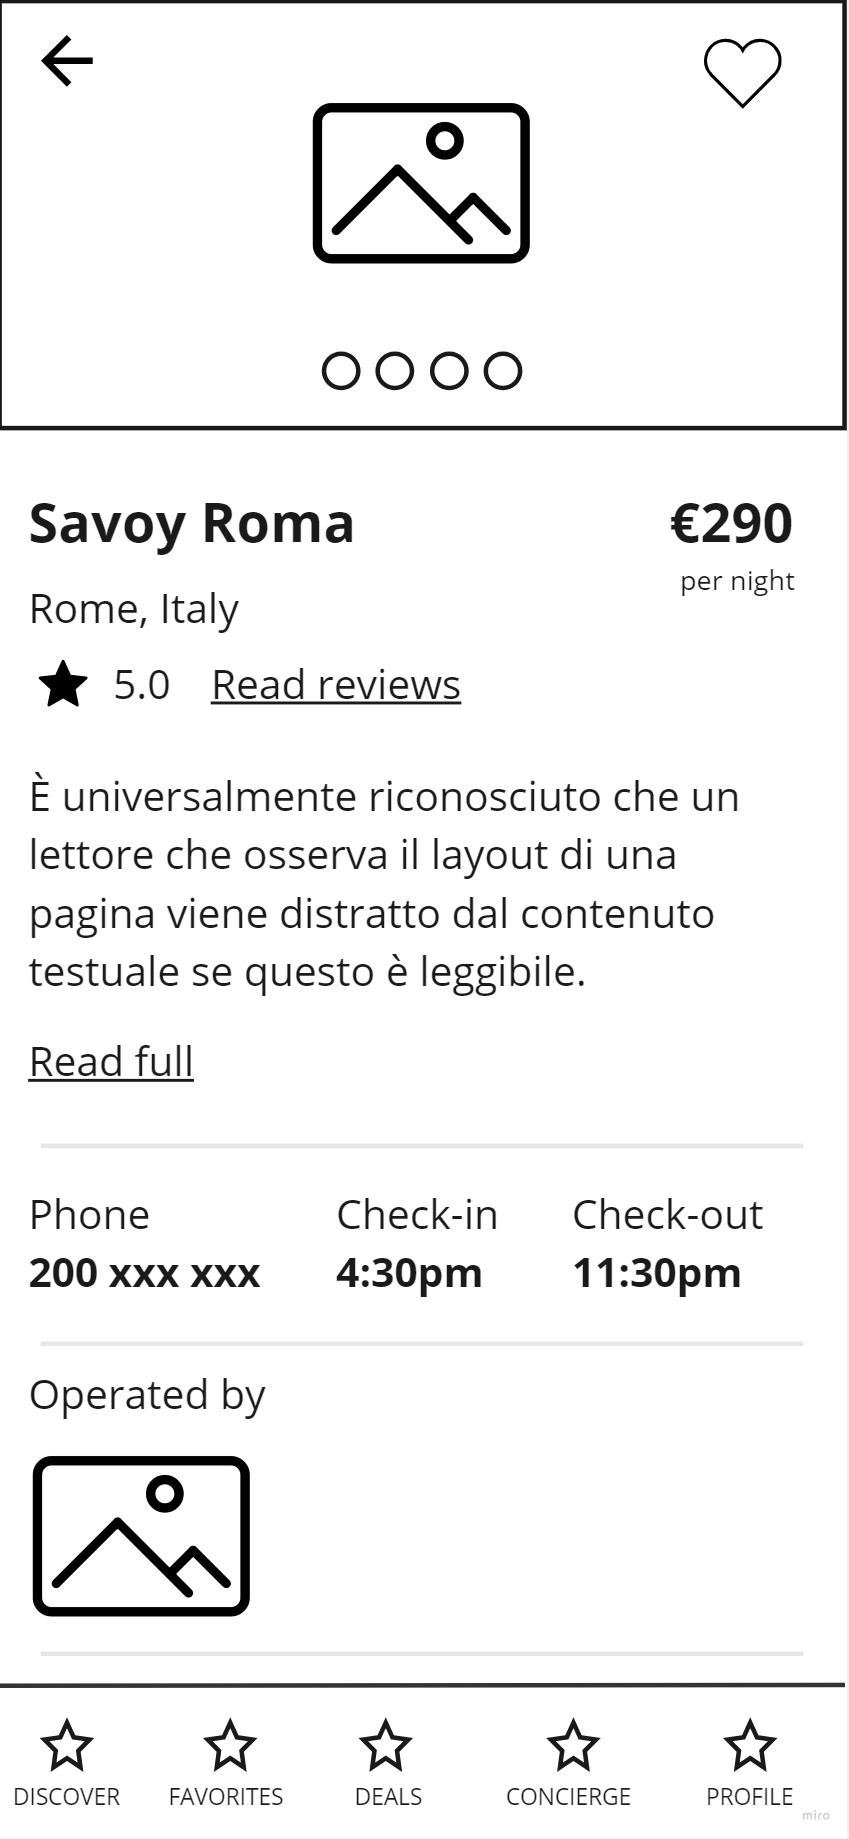 Savoy Roma
€290
per night
Rome, Italy
5.0 Read reviews
È universalmente riconosciuto che un
lettore che osserva il layout di una
pagina viene distratto dal contenuto
testuale se questo è leggibile.
Read full
Phone Check-in Check-out
200 xxx xxx 4:30pm 11:30pm
Operated by
DISCOVER FAVORITES DEALS CONCIERGE PROFILE
miro